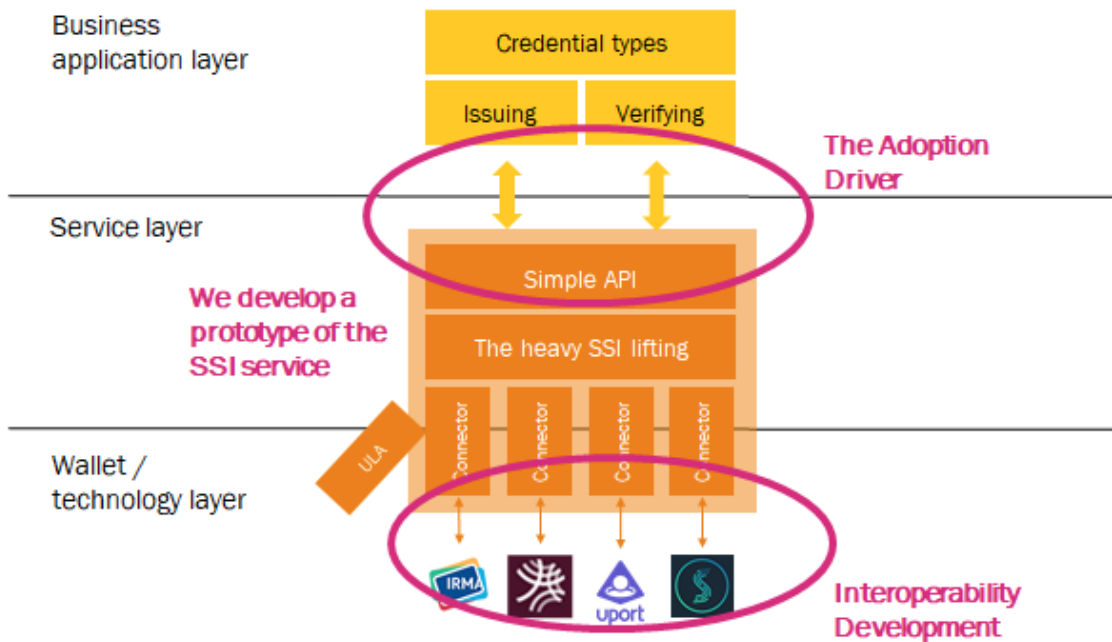 Business
application layer
Credential types
Issuing
Verifying
The Adoption
Driver
Service layer
Simple API
We develop a
prototype of the
SSI service
The heavy SSI lifting
Connector
Connector
Connector
Connector
ULA
Wallet /
technology layer
IRMA
uport
Interoperability
Development